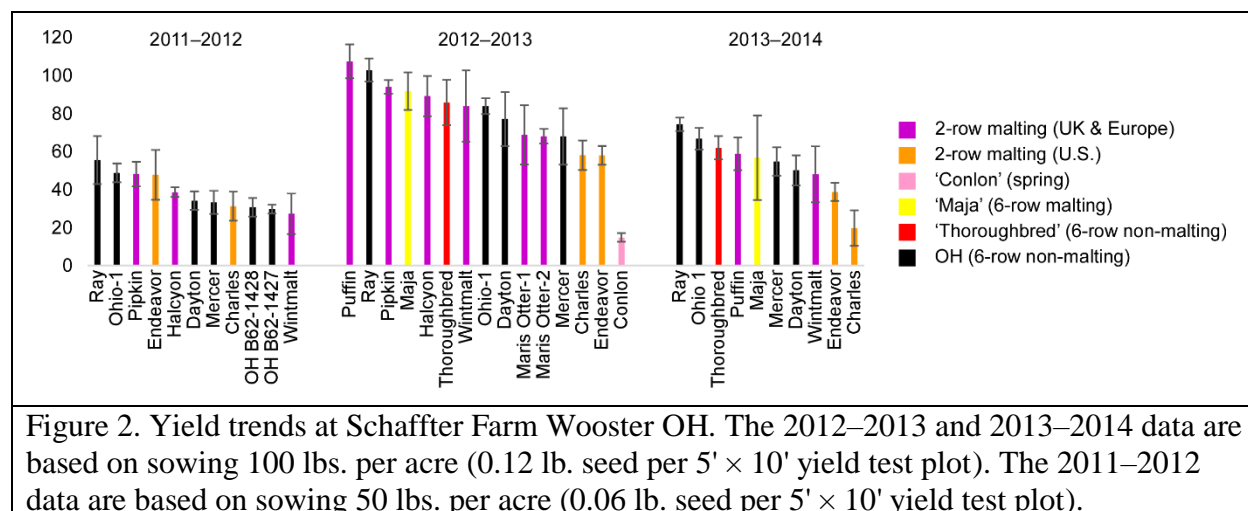 120
100
80
60
40
20
0
2011–2012
2012–2013
2013–2014
Ray
Ohio-1
Pipkin
Endeavor
Halcyon
Dayton
Mercer
Charles
OH B62-1428
OH B62-1427
Wintmalt
Puffin
Ray
Pipkin
Maja
Halcyon
Thoroughbred
Wintmalt
Ohio-1
Dayton
Maris Otter-1
Maris Otter-2
Mercer
Charles
Endeavor
Conlon
Ray
Ohio 1
Thoroughbred
Puffin
Maja
Mercer
Dayton
Wintmalt
Endeavor
Charles
2-row malting (UK & Europe)
2-row malting (U.S.)
'Conlon' (spring)
'Maja' (6-row malting)
'Thoroughbred' (6-row non-malting)
OH (6-row non-malting)
Figure 2. Yield trends at Schaffter Farm Wooster OH. The 2012–2013 and 2013–2014 data are
based on sowing 100 lbs. per acre (0.12 lb. seed per 5' × 10' yield test plot). The 2011–2012
data are based on sowing 50 lbs. per acre (0.06 lb. seed per 5' × 10' yield test plot).